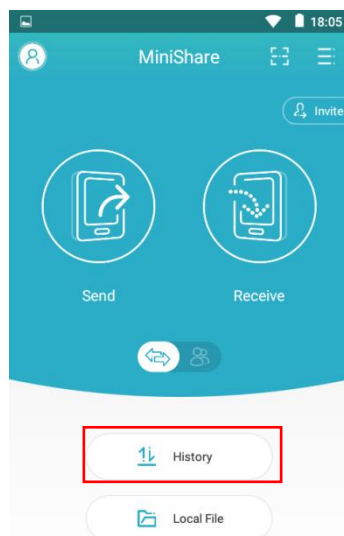 18:05
MiniShare
Invite
Send Receive
History
Local File